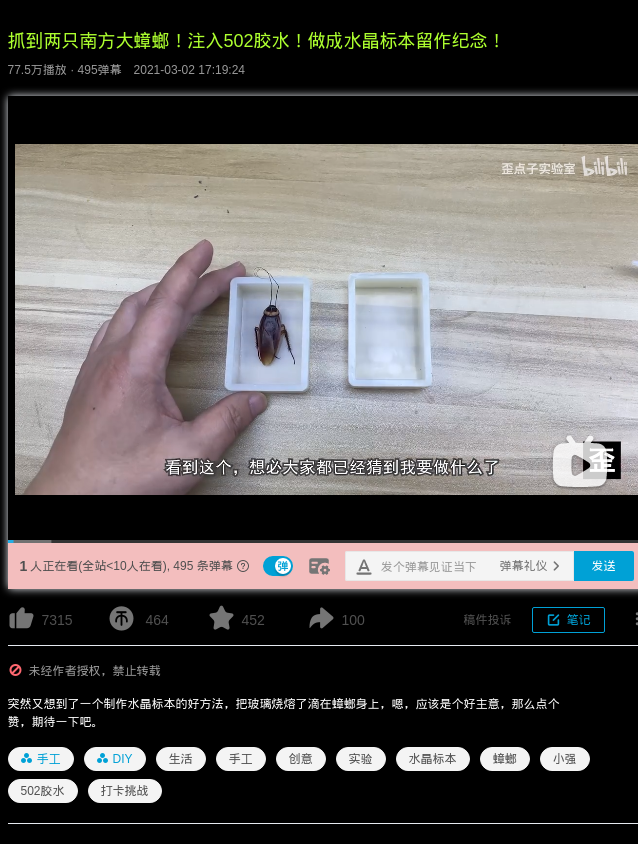 抓到两只南方大蟑螂！注入502胶水！做成水晶标本留作纪念！
77.5万播放 · 495弹幕 2021-03-02 17:19:24
歪点子实验室 bilibili
歪
看到这个，想必大家都已经猜到我要做什么了
1 人正在看(全站<10人在看), 495 条弹幕 ? 弹 A 发个弹幕见证当下 弹幕礼仪 > 发送
7315 464 452 100 稿件投诉 笔记
未经作者授权，禁止转载
突然又想到了一个制作水晶标本的好方法，把玻璃烧熔了滴在蟑螂身上，嗯，应该是个好主意，那么点个
赞，期待一下吧。
手工 DIY 生活 手工 创意 实验 水晶标本 蟑螂 小强
502胶水 打卡挑战